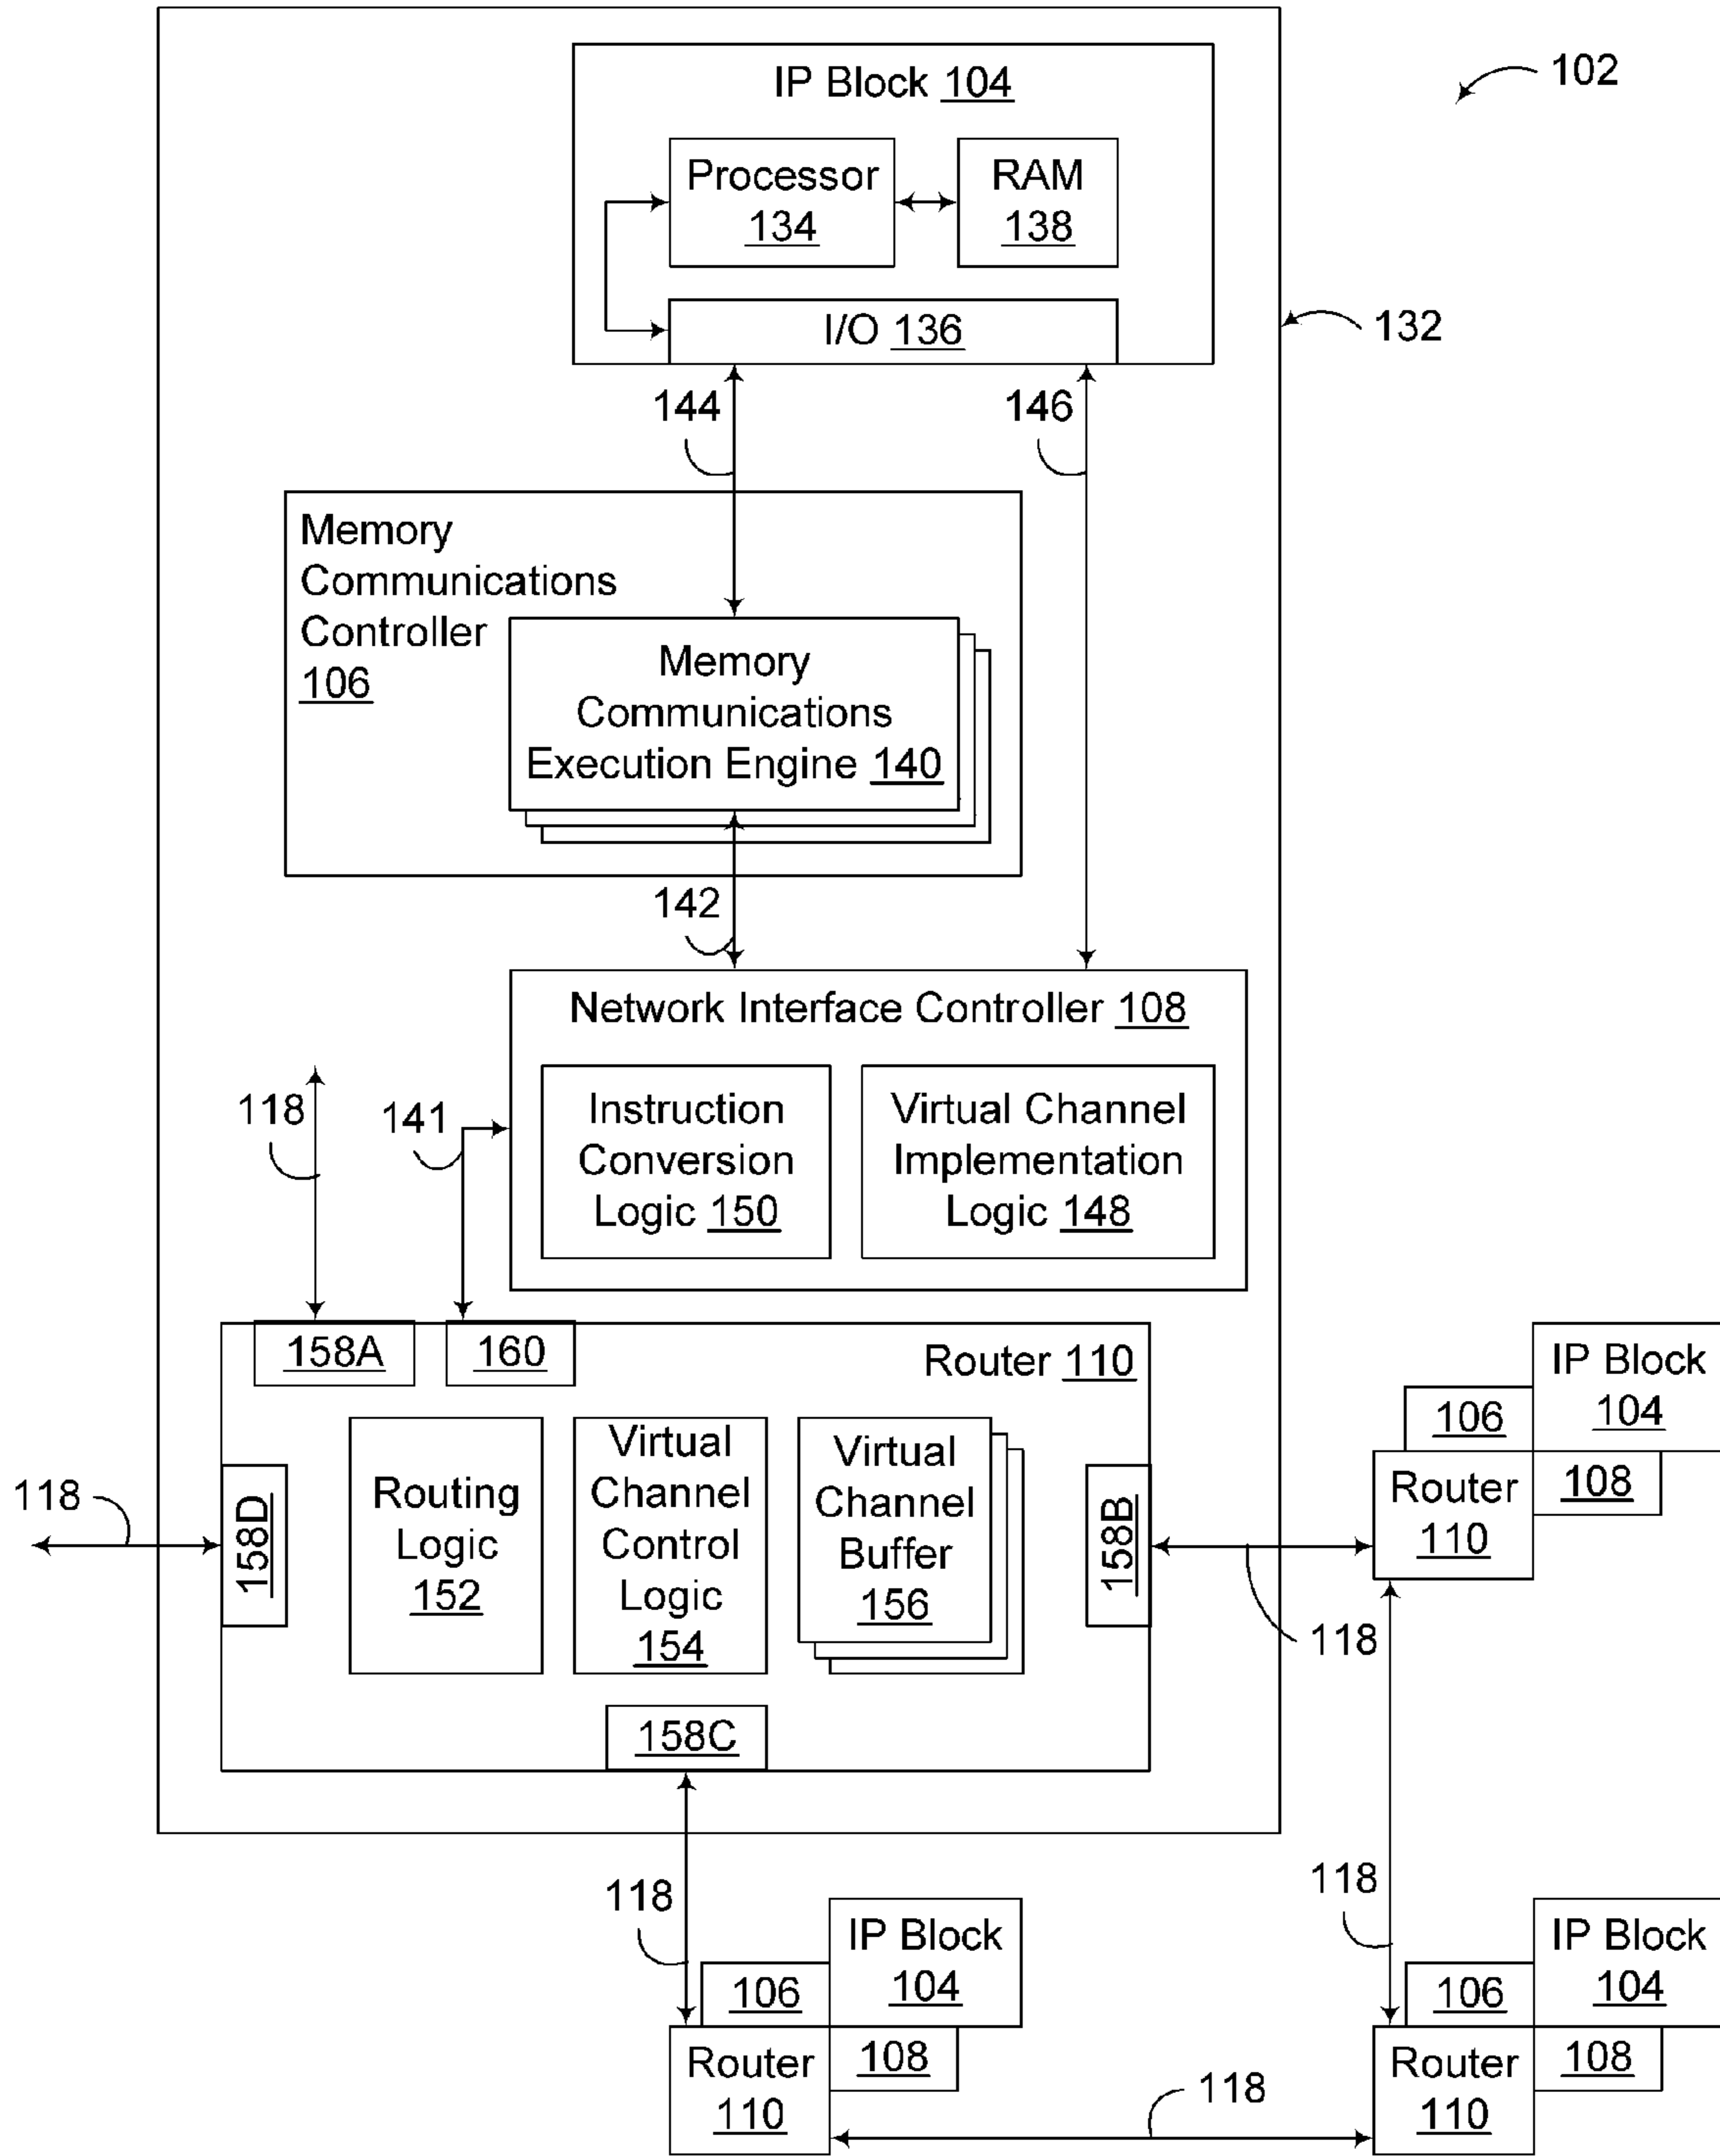 IP Block 104
102
Processor
134
RAM
138
I/O 136
132
144
146
Memory
Communications
Controller
106
Memory
Communications
Execution Engine 140
142
Network Interface Controller 108
Instruction
Conversion
Logic 150
Virtual Channel
Implementation
Logic 148
118
141
158A
160
Router 110
Routing
Logic
152
Virtual
Channel
Control
Logic
154
Virtual
Channel
Buffer
156
158D
158B
158C
118
118
IP Block
104
106
108
Router
110
118
118
IP Block
104
106
108
Router
110
118
IP Block
104
106
108
Router
110